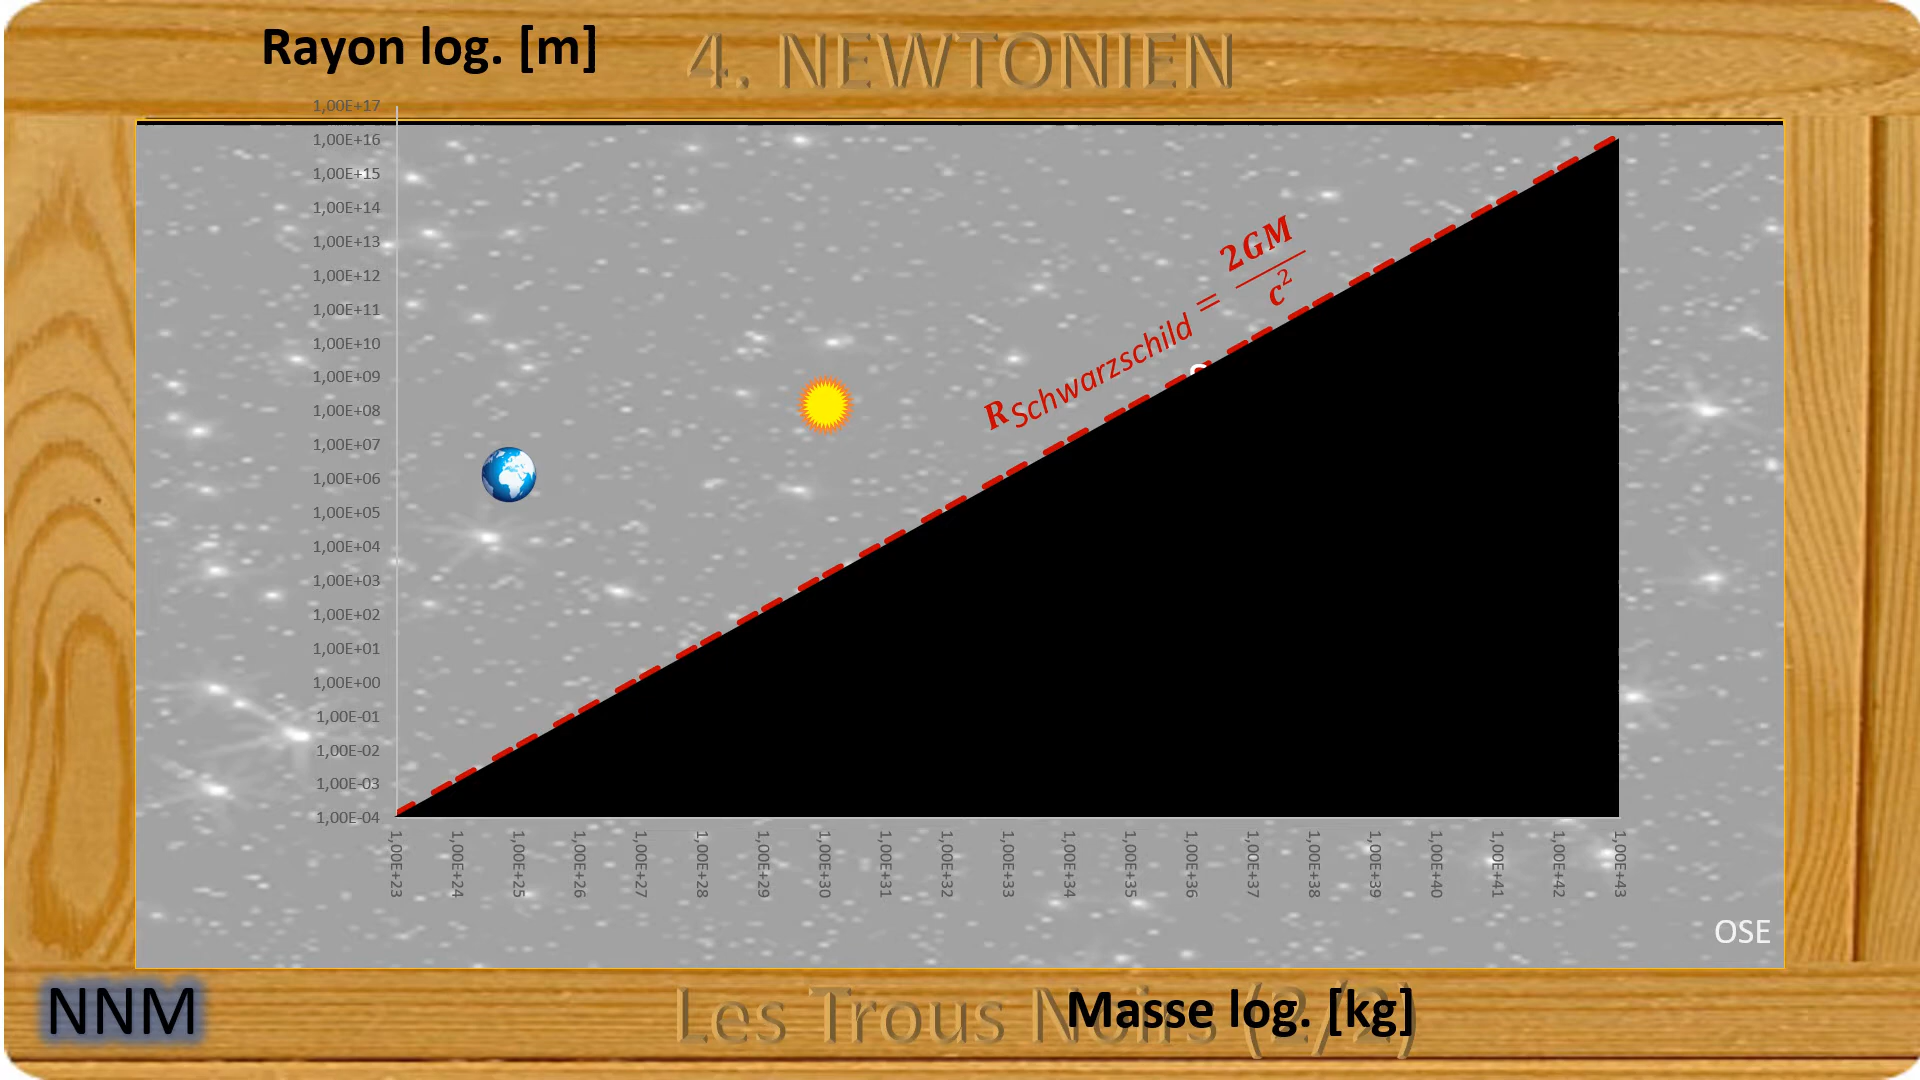 Rayon log. [m]
4. NEWTONIEN
1,00E+17
1,00E+16
1,00E+15
1,00E+14
1,00E+13
1,00E+12
1,00E+11
1,00E+10
1,00E+09
1,00E+08
1,00E+07
1,00E+06
1,00E+05
1,00E+04
1,00E+03
1,00E+02
1,00E+01
1,00E+00
1,00E-01
1,00E-02
1,00E-03
1,00E-04
R Schwarzschild = 2GM / c²
1,00E+23
1,00E+24
1,00E+25
1,00E+26
1,00E+27
1,00E+28
1,00E+29
1,00E+30
1,00E+31
1,00E+32
1,00E+33
1,00E+34
1,00E+35
1,00E+36
1,00E+37
1,00E+38
1,00E+39
1,00E+40
1,00E+41
1,00E+42
1,00E+43
OSE
NNM
Les Trous Noirs (2/2)
Masse log. [kg]